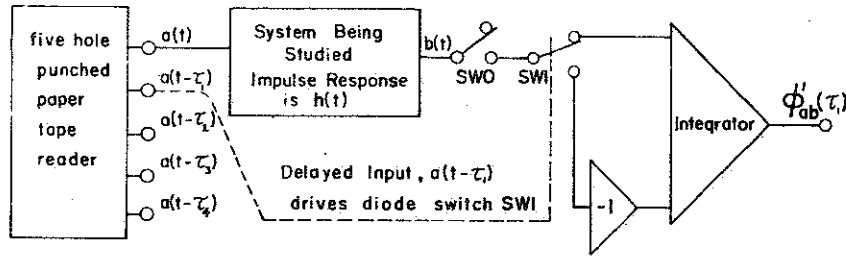 five hole
punched
paper
tape
reader
a(t)
a(t-τ₁)
a(t-τ₂)
a(t-τ₃)
a(t-τ₄)
System Being
Studied
Impulse Response
is h(t)
b(t)
SWO
SWI
Delayed Input, a(t-τ₁)
drives diode switch SWI
-1
Integrator
ϕ'ab(τ₁)